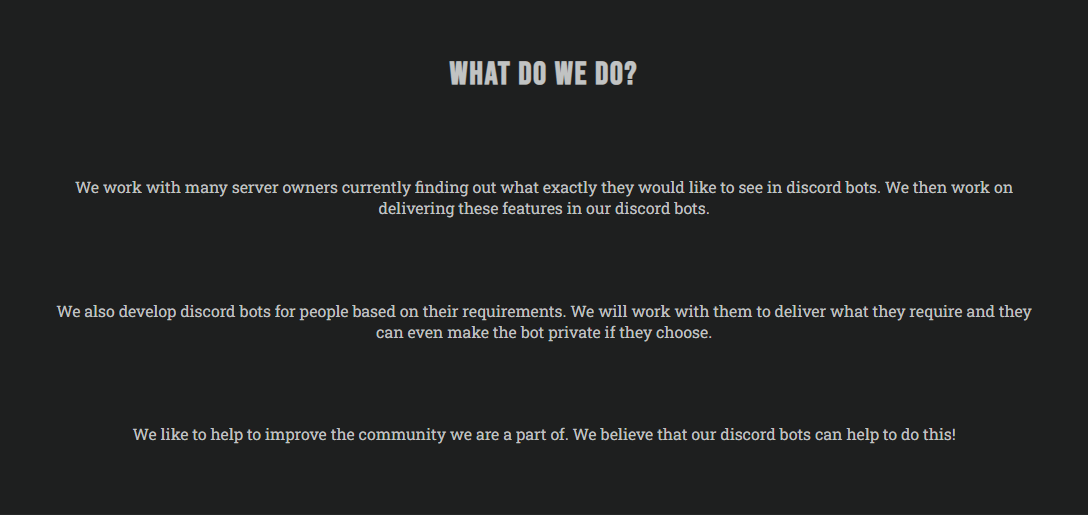 WHAT DO WE DO?
We work with many server owners currently finding out what exactly they would like to see in discord bots. We then work on
delivering these features in our discord bots.
We also develop discord bots for people based on their requirements. We will work with them to deliver what they require and they
can even make the bot private if they choose.
We like to help to improve the community we are a part of. We believe that our discord bots can help to do this!